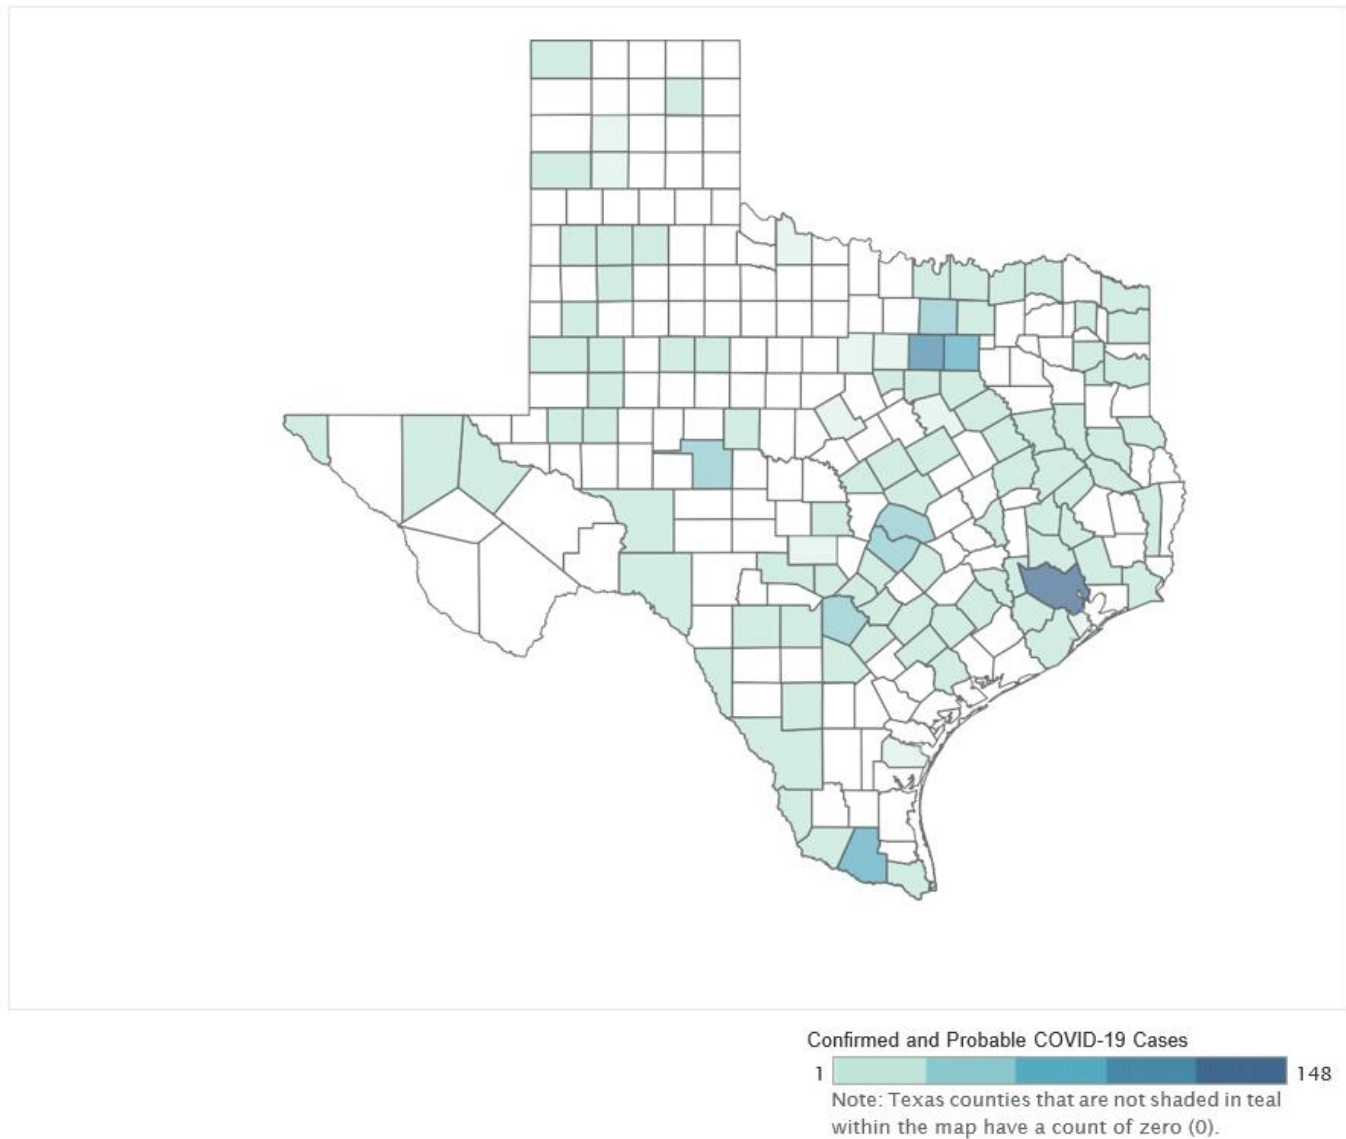 Confirmed and Probable COVID-19 Cases
1 148
Note: Texas counties that are not shaded in teal
within the map have a count of zero (0).